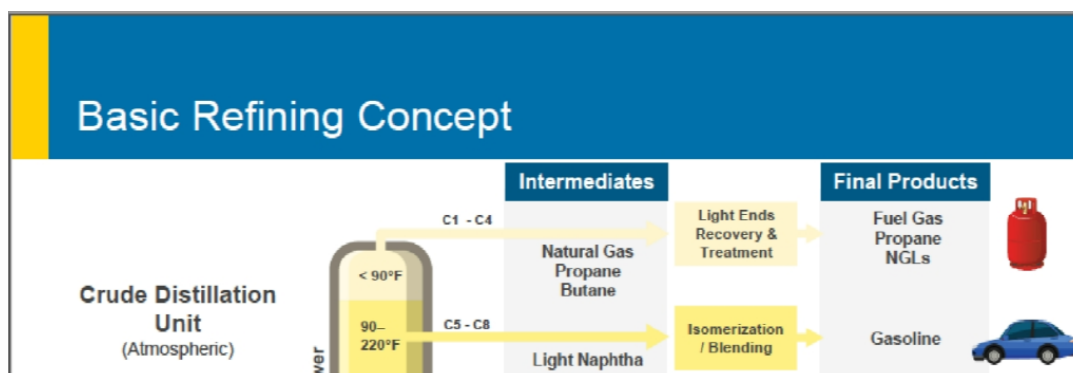 Basic Refining Concept
Intermediates
Final Products
C1 - C4
Light Ends
Recovery &
Treatment
Fuel Gas
Propane
NGLs
Natural Gas
Propane
Butane
< 90°F
Crude Distillation
Unit
(Atmospheric)
90–
220°F
C5 - C8
Isomerization
/ Blending
Gasoline
Light Naphtha